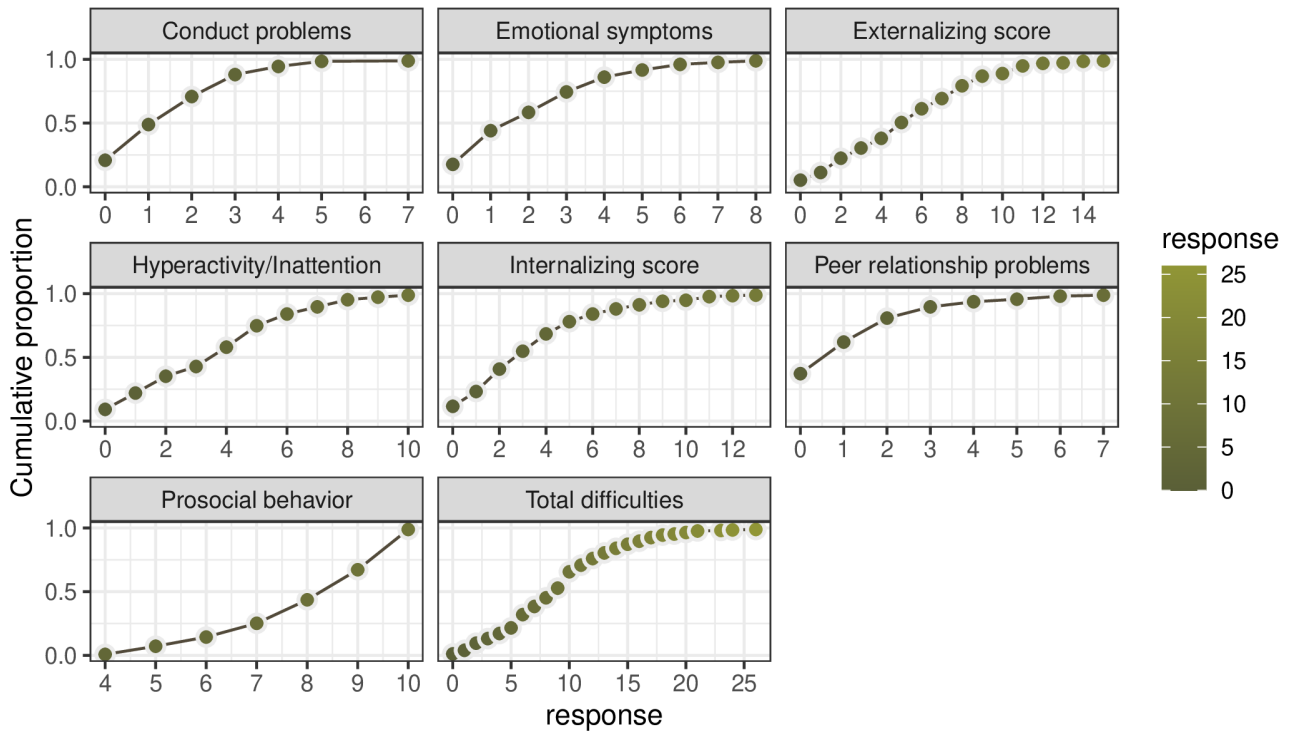 Conduct problems Emotional symptoms Externalizing score
1.0
0.5
0.0
0 1 2 3 4 5 6 7 0 1 2 3 4 5 6 7 8 0 2 4 6 8 10 12 14
Hyperactivity/Inattention Internalizing score Peer relationship problems
1.0
0.5
0.0
0 2 4 6 8 10 0 2 4 6 8 10 12 0 1 2 3 4 5 6 7
Prosocial behavior Total difficulties
1.0
0.5
0.0
4 5 6 7 8 9 10 0 5 10 15 20 25
response
Cumulative proportion
response
25
20
15
10
5
0